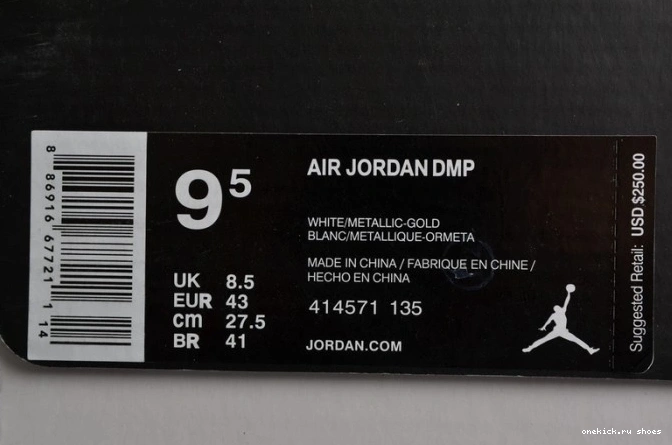 8 86916 67721 1 14
9⁵
UK 8.5
EUR 43
cm 27.5
BR 41
AIR JORDAN DMP
WHITE/METALLIC-GOLD
BLANC/METALLIQUE-ORMETA
MADE IN CHINA / FABRIQUE EN CHINE /
HECHO EN CHINA
414571 135
JORDAN.COM
Suggested Retail: USD $250.00
onekick.ru shoes